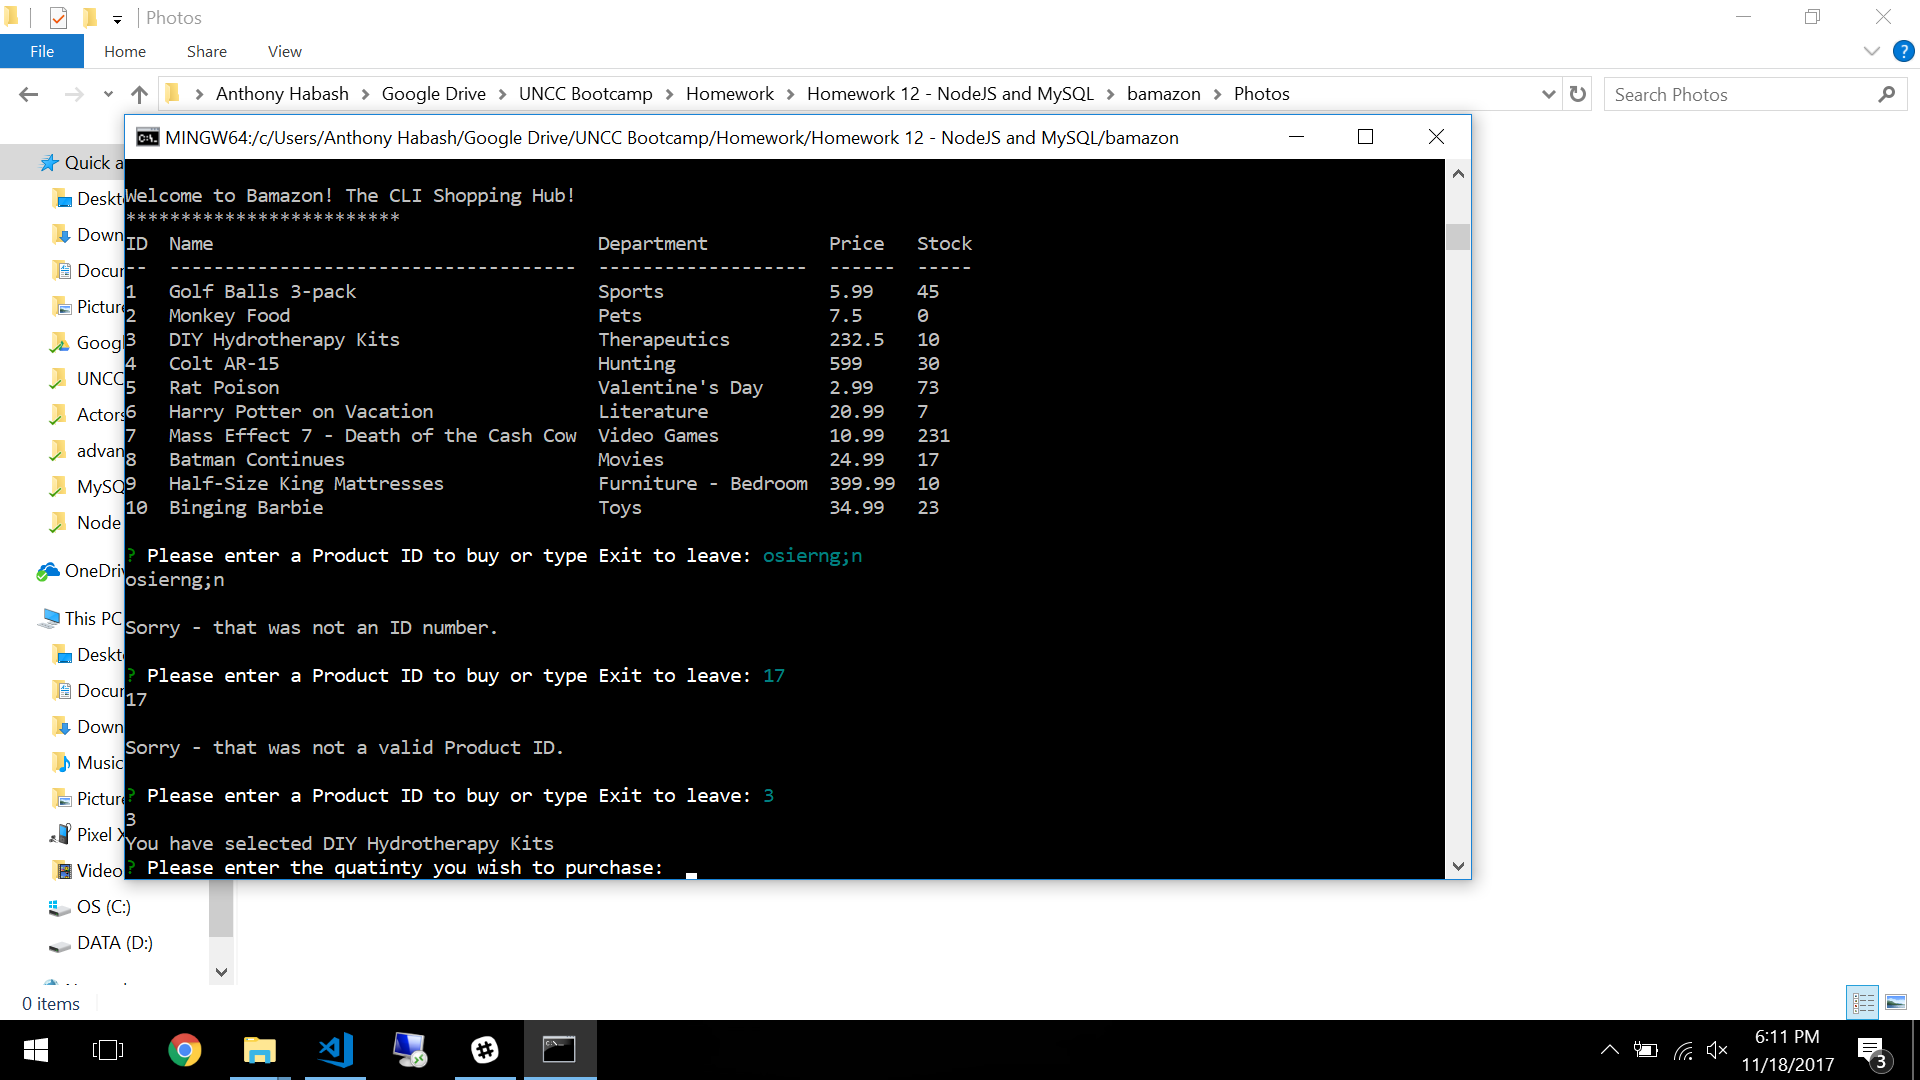 Photos
File Home Share View
Anthony Habash Google Drive UNCC Bootcamp Homework Homework 12 - NodeJS and MySQL bamazon Photos
Search Photos
MINGW64:/c/Users/Anthony Habash/Google Drive/UNCC Bootcamp/Homework/Homework 12 - NodeJS and MySQL/bamazon
Quick a
Deskto
Down
Docur
Picture
Googl
UNCC
Actors
advan
MySQ
Node
OneDriv
This PC
Deskto
Docur
Down
Music
Picture
Pixel X
Video
OS (C:)
DATA (D:)
0 items
Welcome to Bamazon! The CLI Shopping Hub!
*************************
ID Name Department Price Stock
-- ------------------------------------- ------------------- ------ -----
1 Golf Balls 3-pack Sports 5.99 45
2 Monkey Food Pets 7.5 0
3 DIY Hydrotherapy Kits Therapeutics 232.5 10
4 Colt AR-15 Hunting 599 30
5 Rat Poison Valentine's Day 2.99 73
6 Harry Potter on Vacation Literature 20.99 7
7 Mass Effect 7 - Death of the Cash Cow Video Games 10.99 231
8 Batman Continues Movies 24.99 17
9 Half-Size King Mattresses Furniture - Bedroom 399.99 10
10 Binging Barbie Toys 34.99 23
? Please enter a Product ID to buy or type Exit to leave: osierng;n
osierng;n
Sorry - that was not an ID number.
? Please enter a Product ID to buy or type Exit to leave: 17
17
Sorry - that was not a valid Product ID.
? Please enter a Product ID to buy or type Exit to leave: 3
3
You have selected DIY Hydrotherapy Kits
? Please enter the quatinty you wish to purchase:
6:11 PM
11/18/2017
3